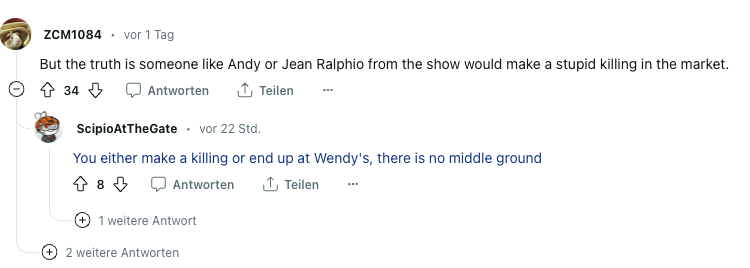 ZCM1084 • vor 1 Tag
But the truth is someone like Andy or Jean Ralphio from the show would make a stupid killing in the market.
34 Antworten Teilen ...
ScipioAtTheGate • vor 22 Std.
You either make a killing or end up at Wendy's, there is no middle ground
8 Antworten Teilen ...
1 weitere Antwort
2 weitere Antworten